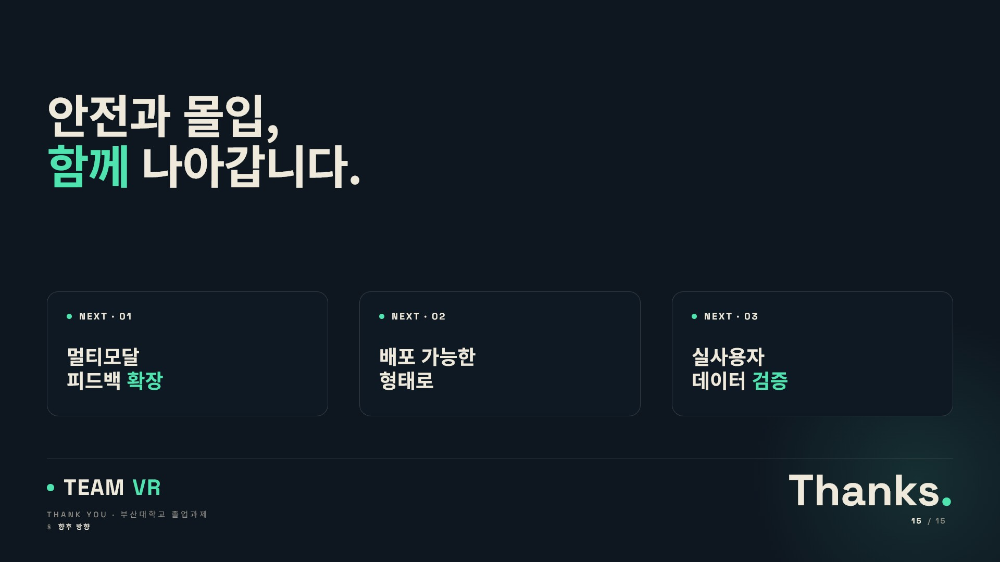 안전과 몰입,
함께 나아갑니다.
NEXT · 01
멀티모달
피드백 확장
NEXT · 02
배포 가능한
형태로
NEXT · 03
실사용자
데이터 검증
TEAM VR
THANK YOU · 부산대학교 졸업과제
§ 향후 방향
Thanks.
15 / 15